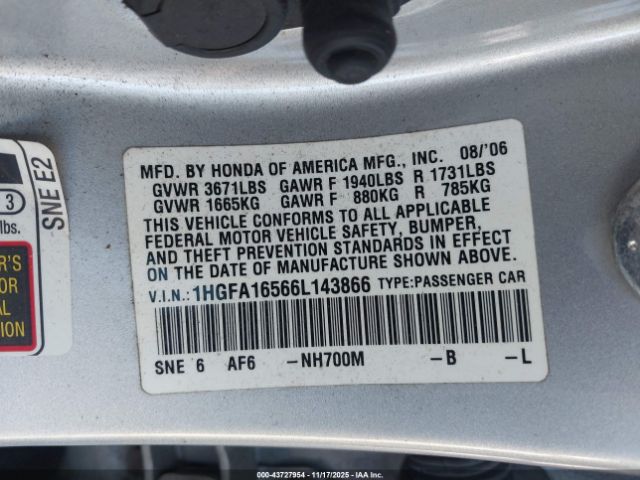 MFD. BY HONDA OF AMERICA MFG., INC. 08/'06
GVWR 3671LBS GAWR F 1940LBS R 1731LBS
GVWR 1665KG GAWR F 880KG R 785KG
THIS VEHICLE CONFORMS TO ALL APPLICABLE
FEDERAL MOTOR VEHICLE SAFETY, BUMPER,
AND THEFT PREVENTION STANDARDS IN EFFECT
ON THE DATE OF MANUFACTURE SHOWN ABOVE.
V.I.N.:1HGFA16566L143866 TYPE:PASSENGER CAR
SNE 6 AF6 -NH700M -B -L
SNE E2
3
lbs.
000-43727954 - 11/17/2025 - IAA Inc.